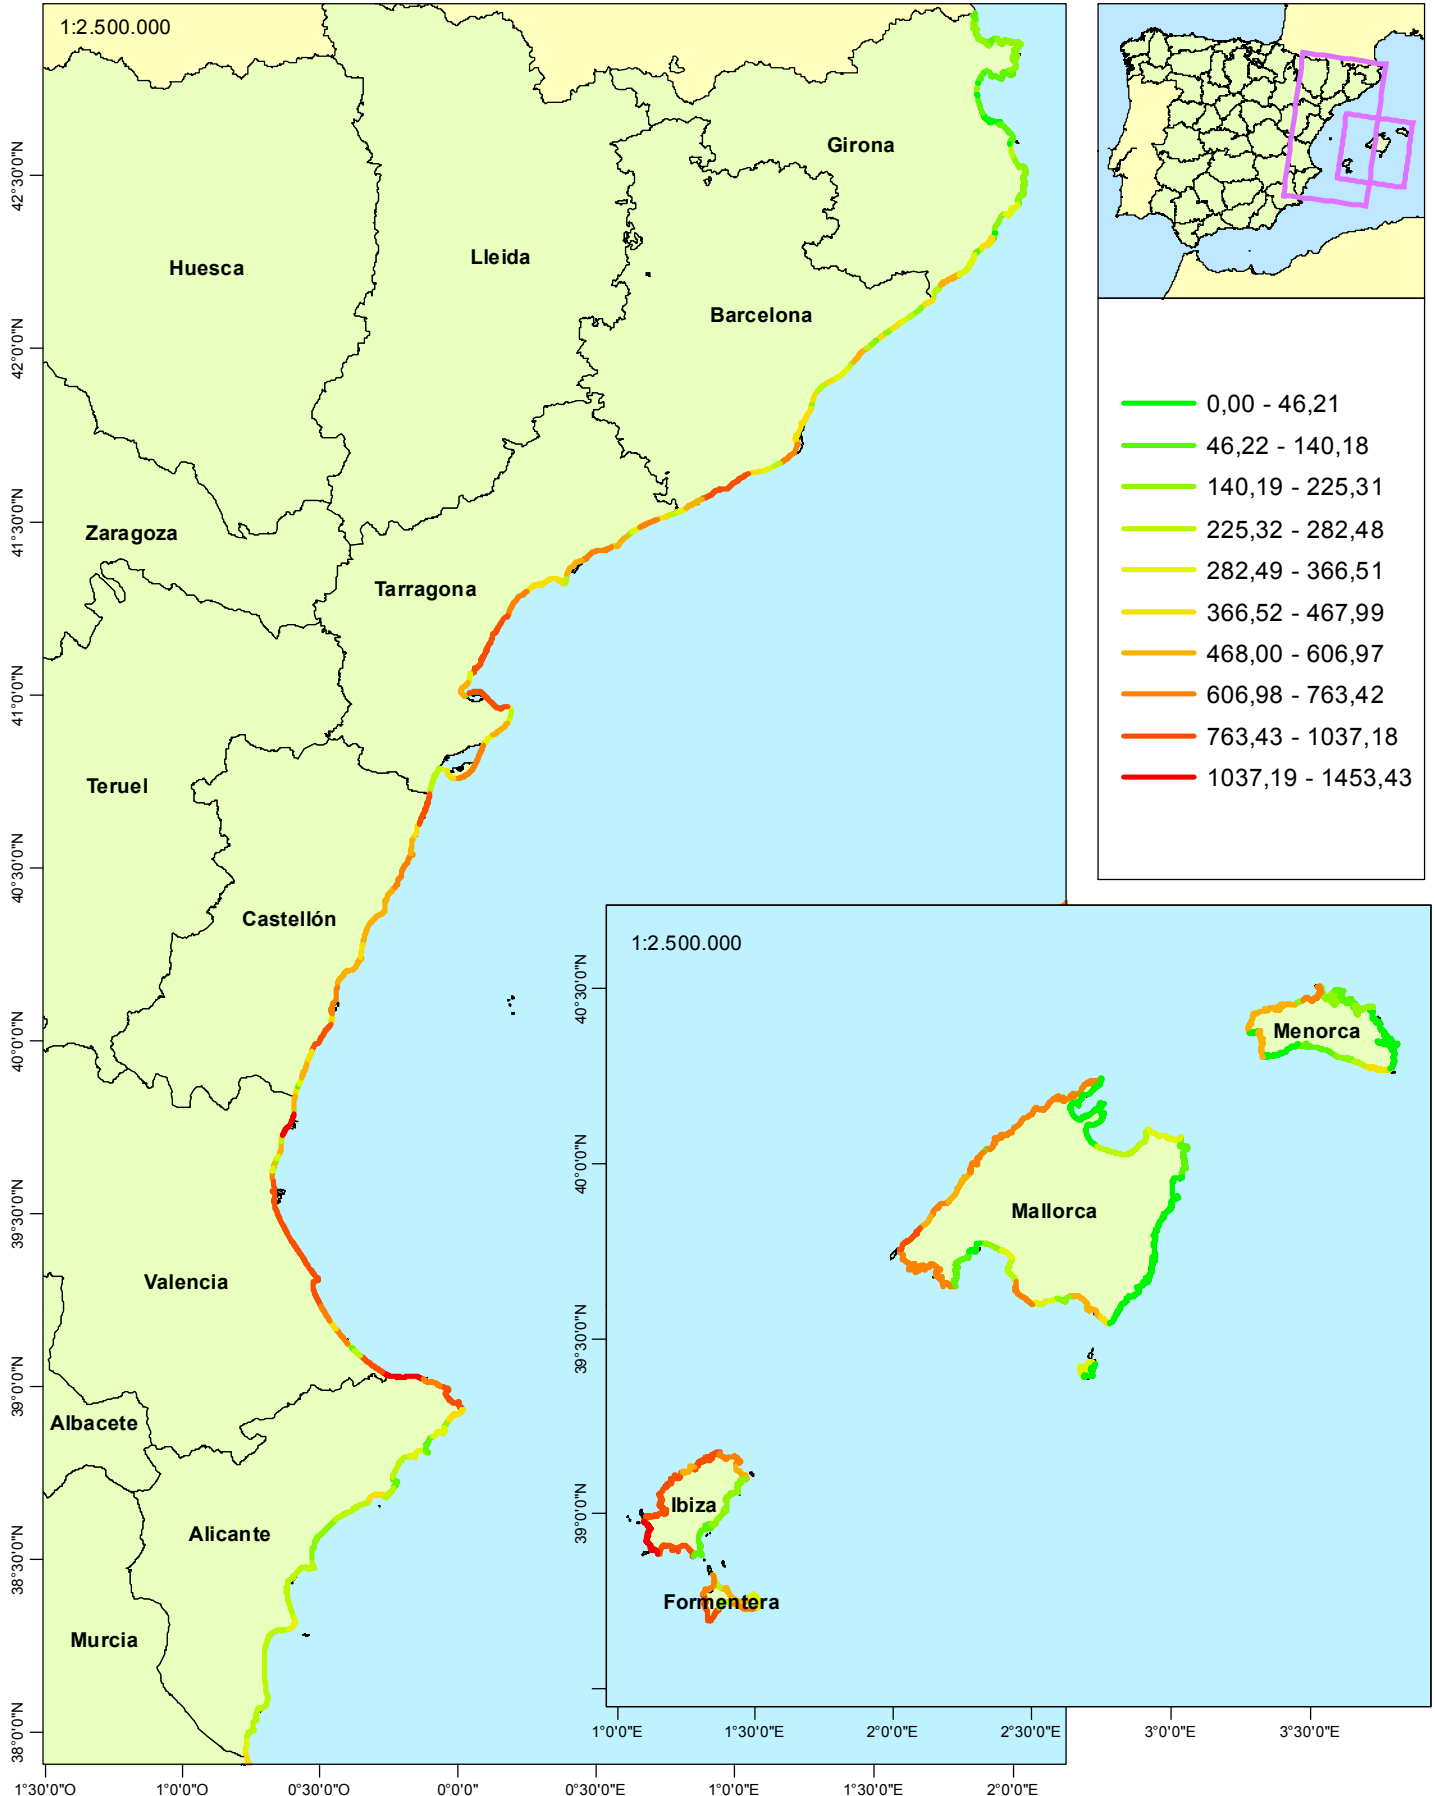 1:2.500.000
Girona
Huesca
Lleida
Barcelona
Zaragoza
Tarragona
Teruel
Castellón
Valencia
Albacete
Alicante
Murcia
42°30'0"N
42°0'0"N
41°30'0"N
41°0'0"N
40°30'0"N
40°0'0"N
39°30'0"N
39°0'0"N
38°30'0"N
38°0'0"N
1°30'0"O
1°0'0"O
0°30'0"O
0°0'0"
0°30'0"E
1°0'0"E
1°30'0"E
2°0'0"E
0,00 - 46,21
46,22 - 140,18
140,19 - 225,31
225,32 - 282,48
282,49 - 366,51
366,52 - 467,99
468,00 - 606,97
606,98 - 763,42
763,43 - 1037,18
1037,19 - 1453,43
1:2.500.000
Menorca
Mallorca
Ibiza
Formentera
40°30'0"N
40°0'0"N
39°30'0"N
39°0'0"N
1°0'0"E
1°30'0"E
2°0'0"E
2°30'0"E
3°0'0"E
3°30'0"E